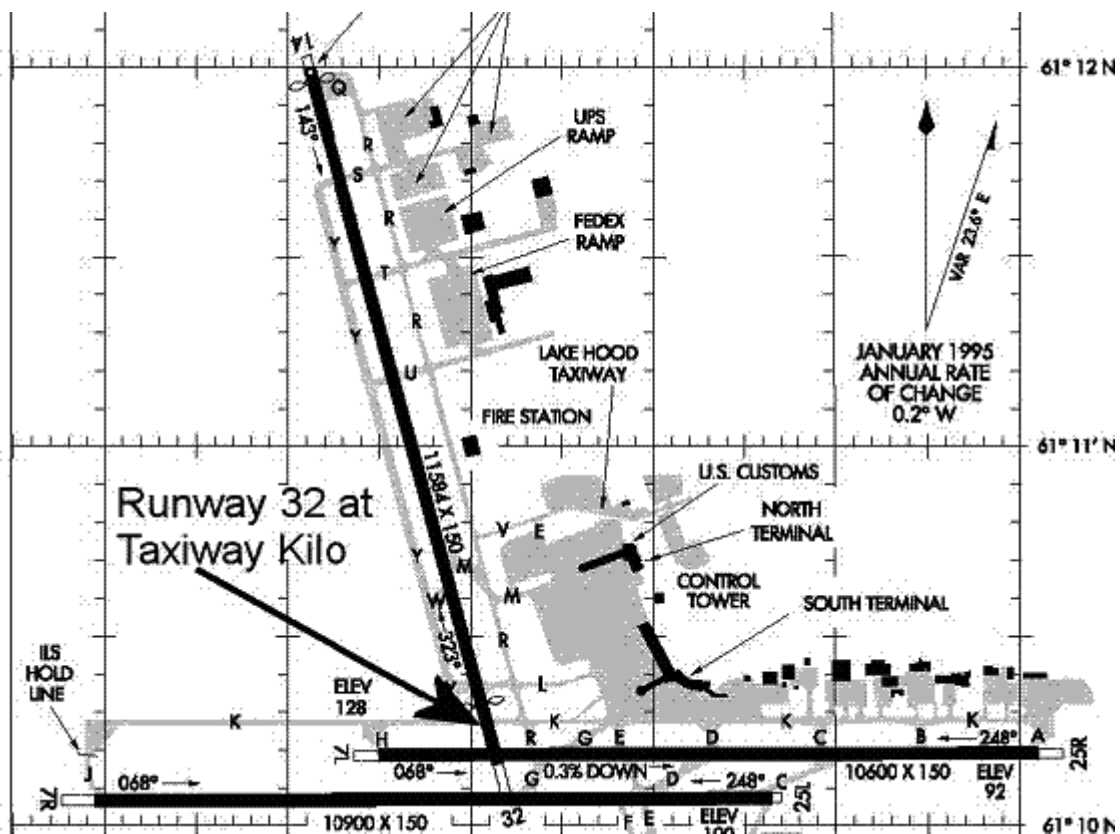 14
61° 12 N
Q
143°
UPS
RAMP
R
S
R
FEDEX
RAMP
VAR 23.6° E
Y
T
Y
R
LAKE HOOD
TAXIWAY
JANUARY 1995
ANNUAL RATE
OF CHANGE
0.2° W
U
FIRE STATION
61° 11' N
11584 X 150
U.S. CUSTOMS
Runway 32 at
Taxiway Kilo
V E
NORTH
TERMINAL
Y
M
CONTROL
TOWER
W
M
SOUTH TERMINAL
323°
R
ILS
HOLD
LINE
ELEV
128
L
K
K
K
K
H
R
G
E
D
C
B
248°
A
7L
25R
J
068°
068°
0.3% DOWN
G
D
248°
C
10600 X 150
ELEV
92
7R
25L
10900 X 150
32
E
61° 10 N